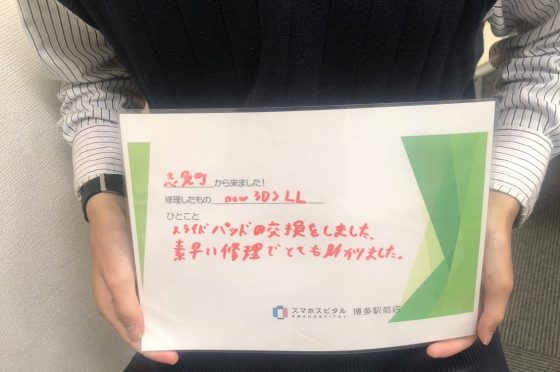 志免町から来ました!
修理したもの new 3DS LL
ひとこと
スライドパッドの交換をしました、
素早い修理でとても助かりました。
スマホスピタル 博多駅前店
SMAHOSPITAL